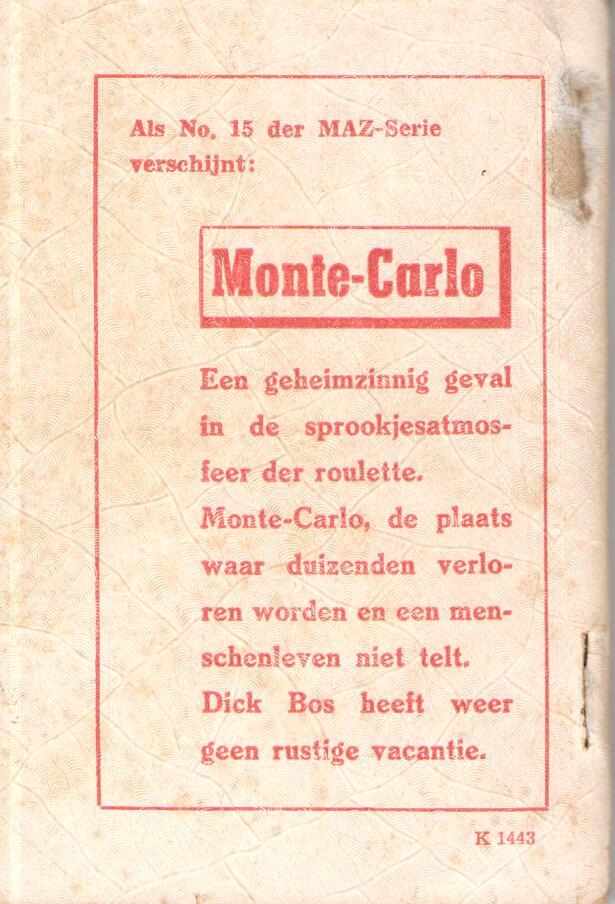 Als No. 15 der MAZ-Serie
verschijnt:
Monte-Carlo
Een geheimzinnig geval
in de sprookjesatmos-
feer der roulette.
Monte-Carlo, de plaats
waar duizenden verlo-
ren worden en een men-
schenleven niet telt.
Dick Bos heeft weer
geen rustige vacantie.
K 1443